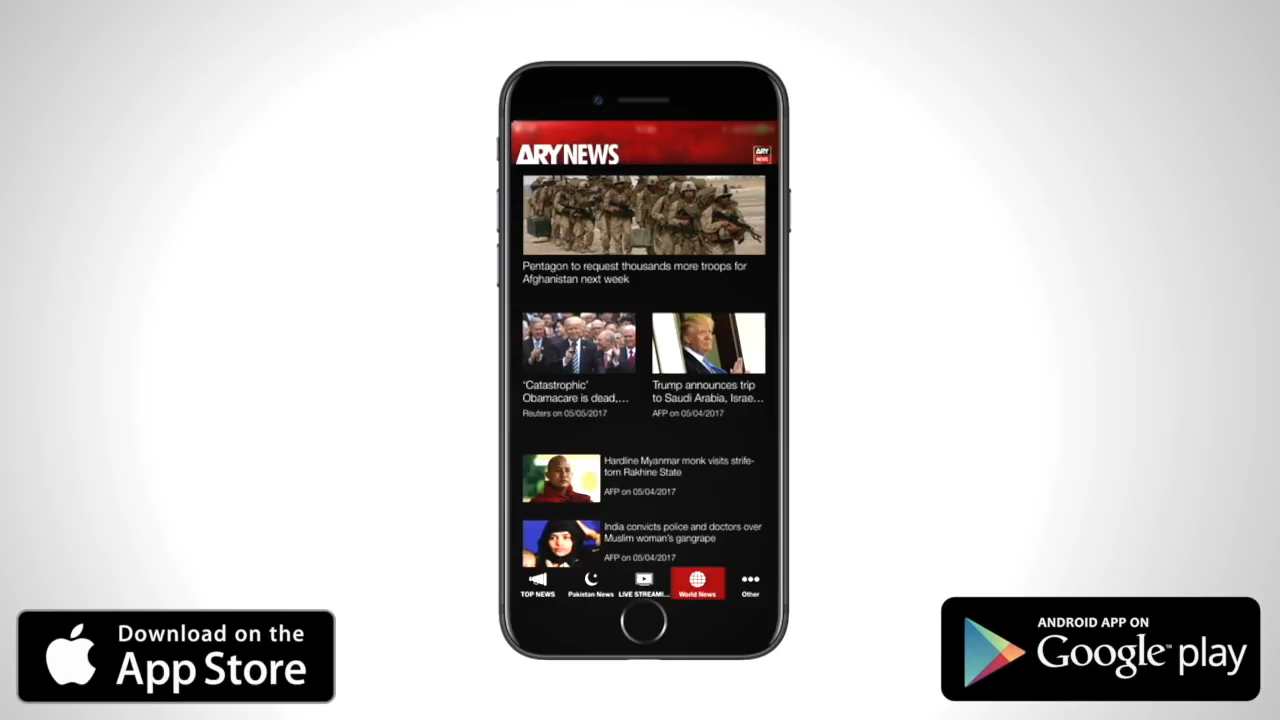 ARY NEWS
ARY
NEWS
Pentagon to request thousands more troops for
Afghanistan next week
‘Catastrophic’
Obamacare is dead,...
Reuters on 05/05/2017
Trump announces trip
to Saudi Arabia, Israe...
AFP on 05/04/2017
Hardline Myanmar monk visits strife-
torn Rakhine State
AFP on 05/04/2017
India convicts police and doctors over
Muslim woman's gangrape
AFP on 05/04/2017
TOP NEWS
Pakistan News
LIVE STREAMI...
World News
Other
Download on the
App Store
ANDROID APP ON
Google™ play